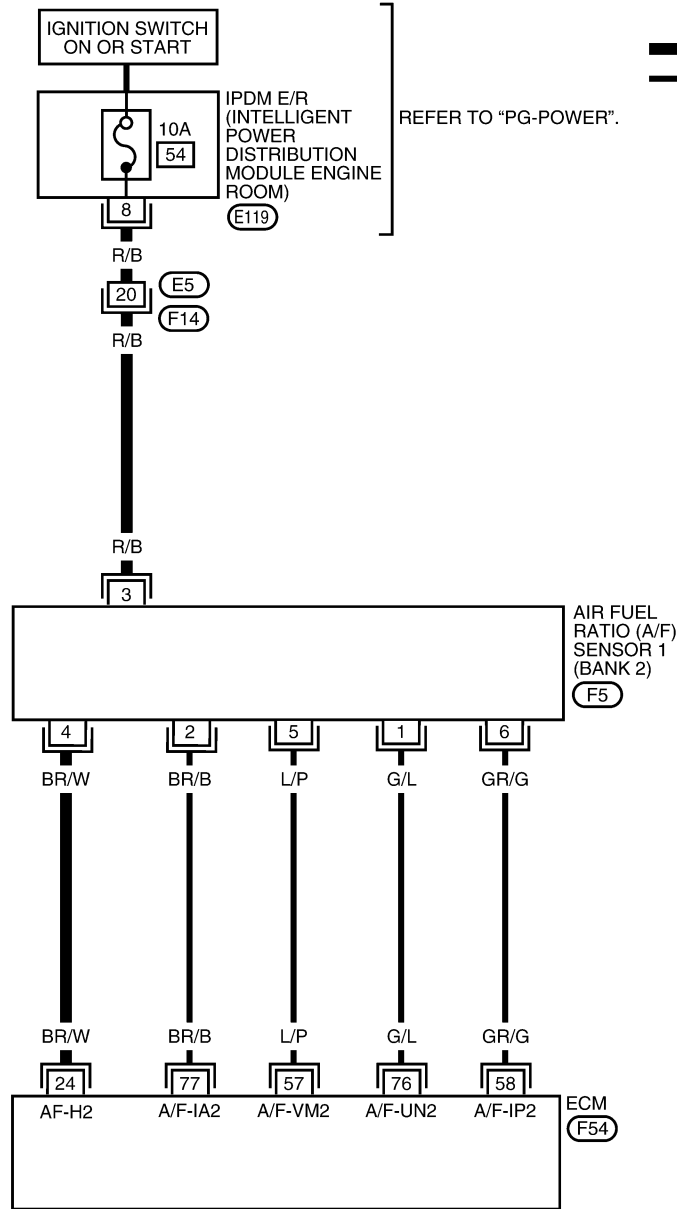 IGNITION SWITCH
ON OR START
IPDM E/R
(INTELLIGENT
POWER
DISTRIBUTION
MODULE ENGINE
ROOM)
10A
54
REFER TO “PG-POWER”.
8
E119
R/B
20
E5
F14
R/B
R/B
3
AIR FUEL
RATIO (A/F)
SENSOR 1
(BANK 2)
F5
4 2 5 1 6
BR/W BR/B L/P G/L GR/G
BR/W BR/B L/P G/L GR/G
24 77 57 76 58
AF-H2 A/F-IA2 A/F-VM2 A/F-UN2 A/F-IP2
ECM
F54